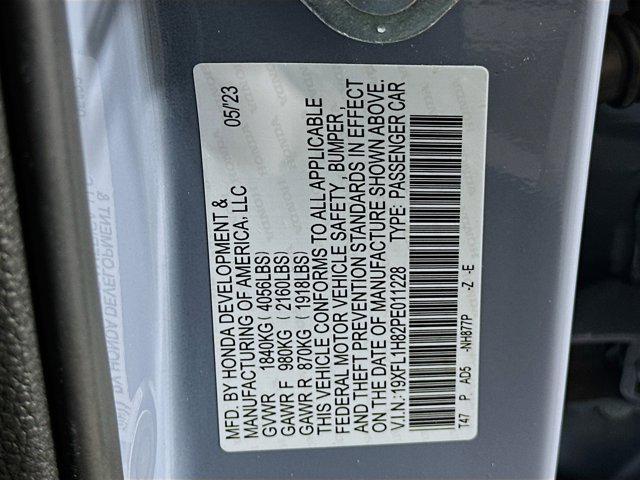 MFD. BY HONDA DEVELOPMENT & 05/23
MANUFACTURING OF AMERICA, LLC
GVWR 1840KG ( 4056LBS)
GAWR F 980KG ( 2160LBS)
GAWR R 870KG ( 1918LBS)
THIS VEHICLE CONFORMS TO ALL APPLICABLE
FEDERAL MOTOR VEHICLE SAFETY , BUMPER ,
AND THEFT PREVENTION STANDARDS IN EFFECT
ON THE DATE OF MANUFACTURE SHOWN ABOVE.
V.I.N.: 19XFL1H82PE011228 TYPE: PASSENGER CAR
T47 P AD5 -NH877P -Z -E